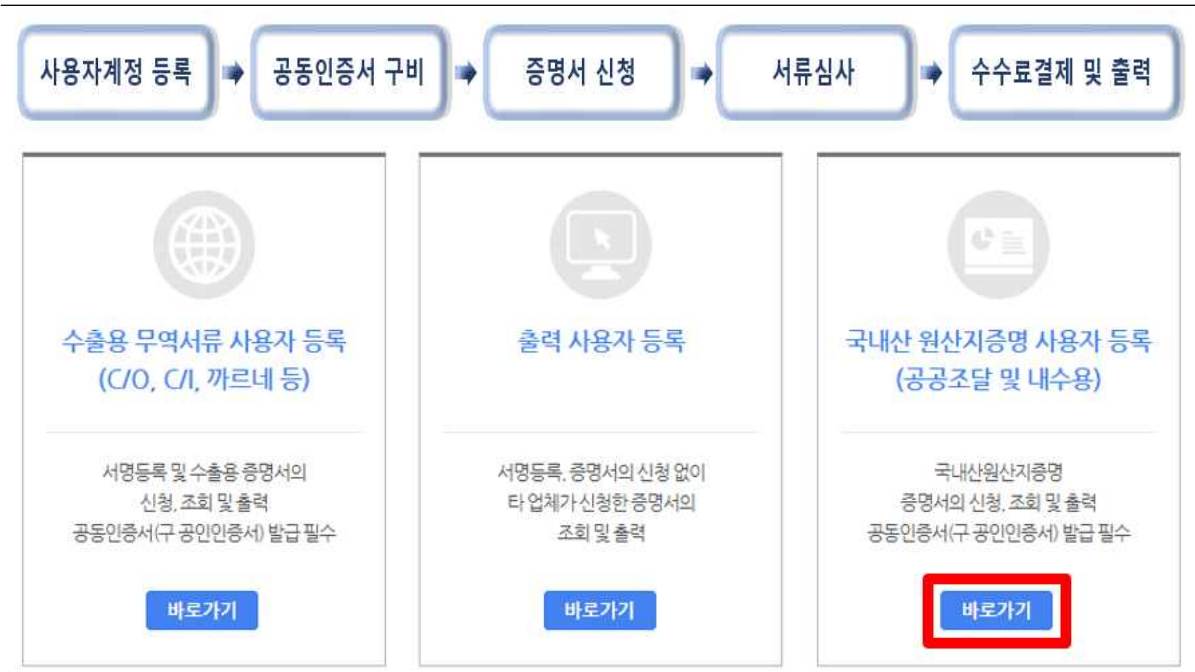 사용자계정 등록
공동인증서 구비
증명서 신청
서류심사
수수료결제 및 출력
수출용 무역서류 사용자 등록
(C/O, C/I, 까르네 등)
서명등록 및 수출용 증명서의
신청, 조회 및 출력
공동인증서(구 공인인증서) 발급 필수
바로가기
출력 사용자 등록
서명등록, 증명서의 신청 없이
타 업체가 신청한 증명서의
조회 및 출력
바로가기
국내산 원산지증명 사용자 등록
(공공조달 및 내수용)
국내산원산지증명
증명서의 신청, 조회 및 출력
공동인증서(구 공인인증서) 발급 필수
바로가기